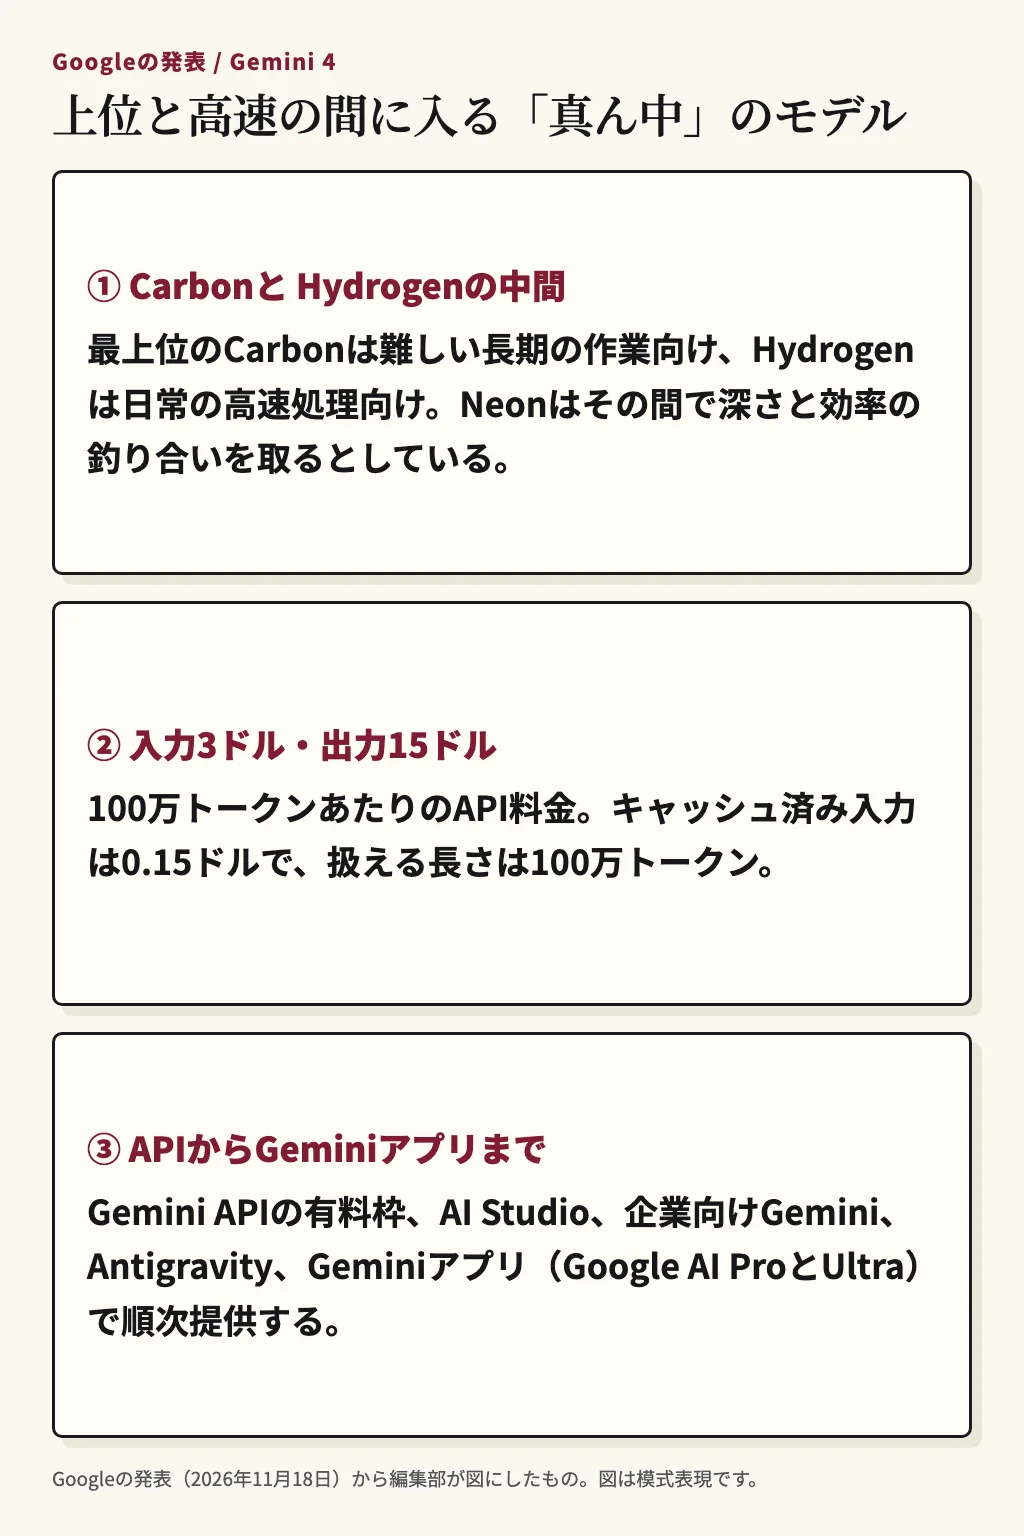 Googleの発表 / Gemini 4
上位と高速の間に入る「真ん中」のモデル
① Carbonと Hydrogenの中間
最上位のCarbonは難しい長期の作業向け、Hydrogen
は日常の高速処理向け。Neonはその間で深さと効率の
釣り合いを取るとしている。
② 入力3ドル・出力15ドル
100万トークンあたりのAPI料金。キャッシュ済み入力
は0.15ドルで、扱える長さは100万トークン。
③ APIからGeminiアプリまで
Gemini APIの有料枠、AI Studio、企業向けGemini、
Antigravity、Geminiアプリ（Google AI ProとUltra）
で順次提供する。
Googleの発表（2026年11月18日）から編集部が図にしたもの。図は模式表現です。